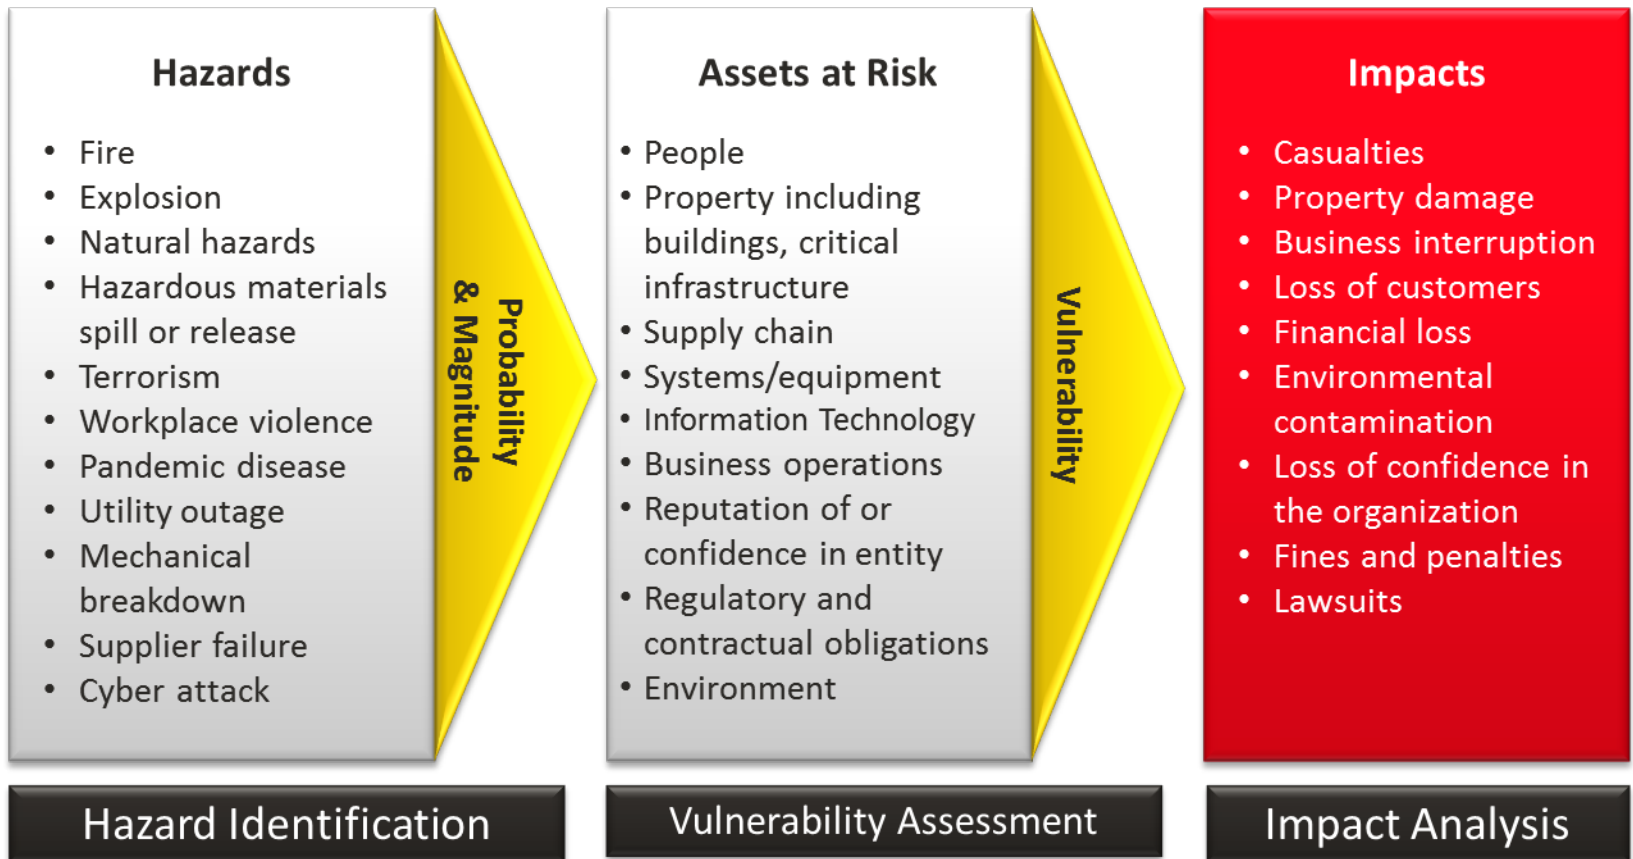 Hazards
• Fire
• Explosion
• Natural hazards
• Hazardous materials
spill or release
• Terrorism
• Workplace violence
• Pandemic disease
• Utility outage
• Mechanical
breakdown
• Supplier failure
• Cyber attack
Probability
& Magnitude
Assets at Risk
• People
• Property including
buildings, critical
infrastructure
• Supply chain
• Systems/equipment
• Information Technology
• Business operations
• Reputation of or
confidence in entity
• Regulatory and
contractual obligations
• Environment
Vulnerability
Impacts
• Casualties
• Property damage
• Business interruption
• Loss of customers
• Financial loss
• Environmental
contamination
• Loss of confidence in
the organization
• Fines and penalties
• Lawsuits
Hazard Identification
Vulnerability Assessment
Impact Analysis